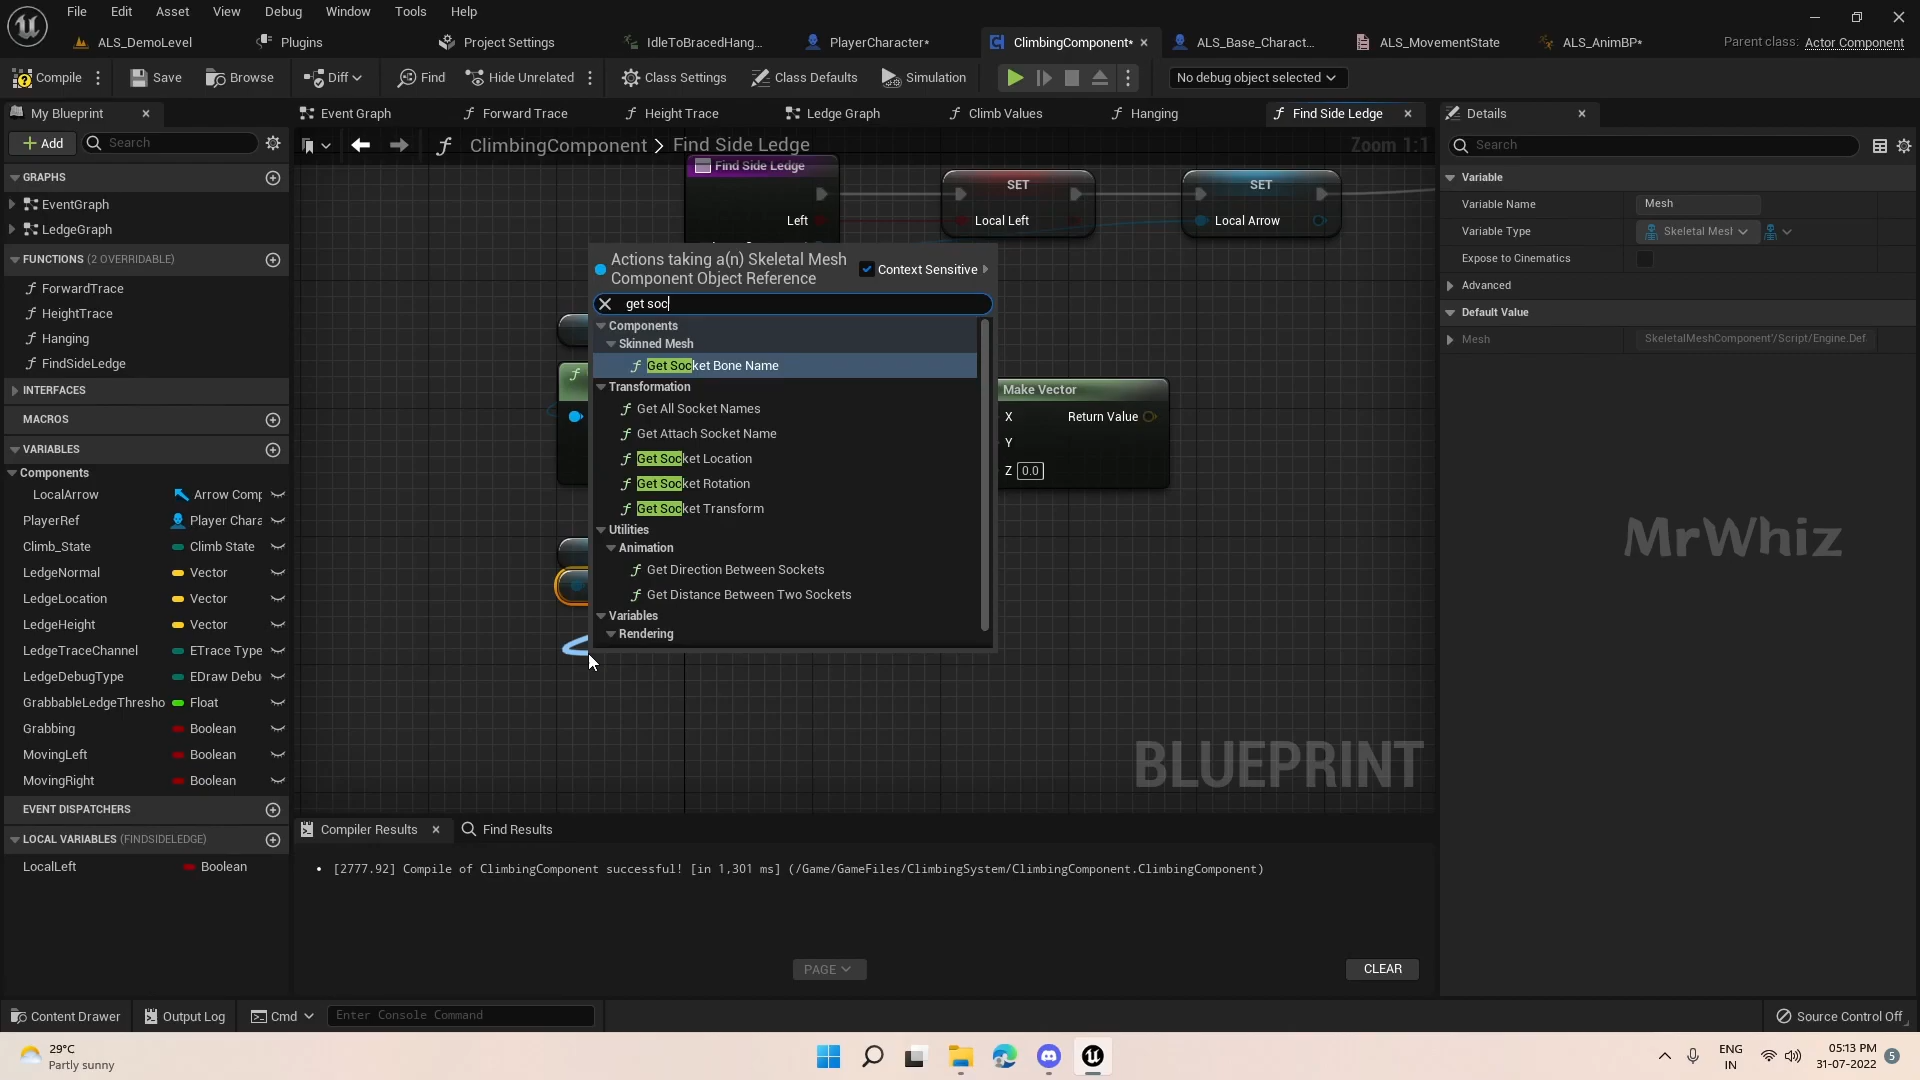 File Edit Asset View Debug Window Tools Help
ALS_DemoLevel Plugins Project Settings IdleToBracedHang... PlayerCharacter* ClimbingComponent* ALS_Base_Charact... ALS_MovementState ALS_AnimBP* Parent class: Actor Component
Compile Save Browse Diff Find Hide Unrelated Class Settings Class Defaults Simulation No debug object selected
My Blueprint Event Graph Forward Trace Height Trace Ledge Graph Climb Values Hanging Find Side Ledge Details
Add Search ClimbingComponent > Find Side Ledge Zoom 1:1 Search
GRAPHS
EventGraph
LedgeGraph
FUNCTIONS (2 OVERRIDABLE)
ForwardTrace
HeightTrace
Hanging
FindSideLedge
INTERFACES
MACROS
VARIABLES
Components
LocalArrow Arrow Comp
PlayerRef Player Chara
Climb_State Climb State
LedgeNormal Vector
LedgeLocation Vector
LedgeHeight Vector
LedgeTraceChannel ETrace Type
LedgeDebugType EDraw Debu
GrabbableLedgeThresho Float
Grabbing Boolean
MovingLeft Boolean
MovingRight Boolean
EVENT DISPATCHERS
LOCAL VARIABLES (FINDSIDELEDGE)
LocalLeft Boolean
Find Side Ledge
Left
SET
Local Left
SET
Local Arrow
Actions taking a(n) Skeletal Mesh
Component Object Reference
Context Sensitive
get soc
Components
Skinned Mesh
Get Socket Bone Name
Transformation
Get All Socket Names
Get Attach Socket Name
Get Socket Location
Get Socket Rotation
Get Socket Transform
Utilities
Animation
Get Direction Between Sockets
Get Distance Between Two Sockets
Variables
Rendering
Make Vector
X Return Value
Y
Z 0.0
BLUEPRINT
Variable
Variable Name Mesh
Variable Type Skeletal Mesl
Expose to Cinematics
Advanced
Default Value
Mesh SkeletalMeshComponent'/Script/Engine.Def
MrWhiz
Compiler Results Find Results
[2777.92] Compile of ClimbingComponent successful! [in 1,301 ms] (/Game/GameFiles/ClimbingSystem/ClimbingComponent.ClimbingComponent)
PAGE CLEAR
Content Drawer Output Log Cmd Enter Console Command Source Control Off
29°C
Partly sunny
ENG
IN
05:13 PM
31-07-2022
5